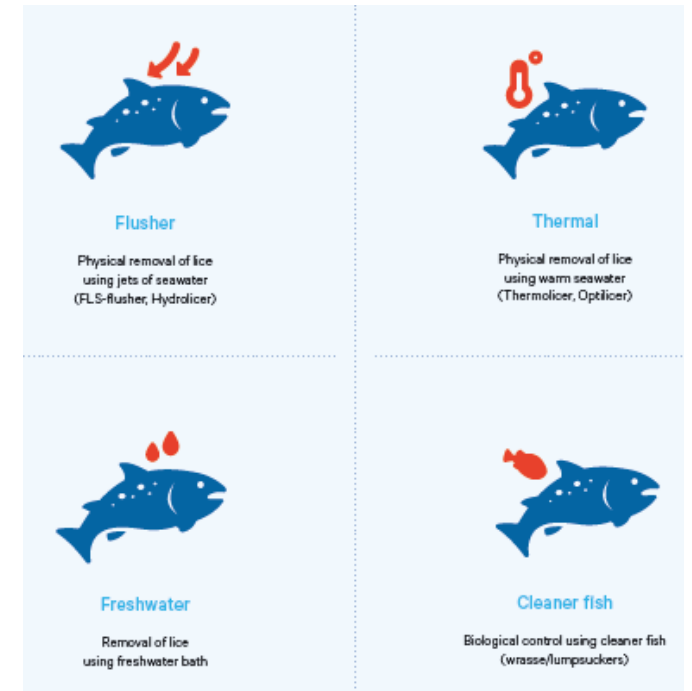 Flusher
Physical removal of lice
using jets of seawater
(FLS-flusher, Hydrolicer)
Thermal
Physical removal of lice
using warm seawater
(Thermolicer, Optilicer)
Freshwater
Removal of lice
using freshwater bath
Cleaner fish
Biological control using cleaner fish
(wrasse/lumpsuckers)